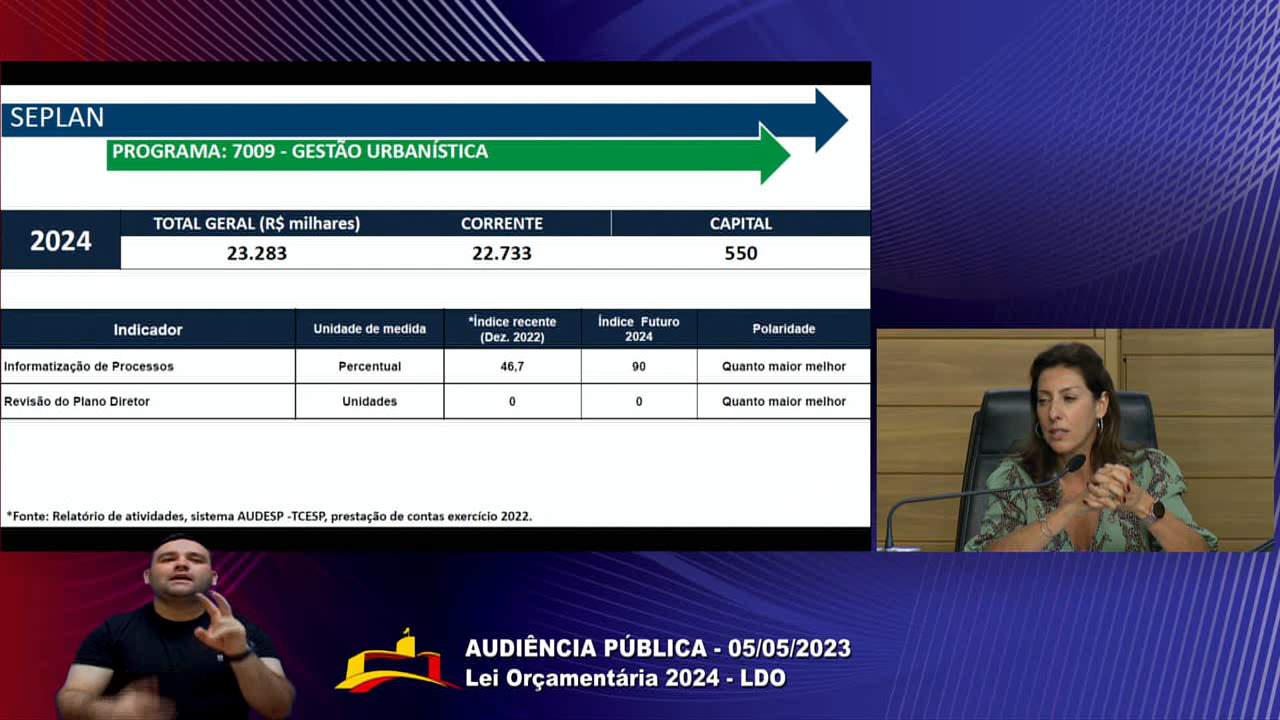 SEPLAN
PROGRAMA: 7009 - GESTÃO URBANÍSTICA
2024
TOTAL GERAL (R$ milhares) CORRENTE CAPITAL
23.283 22.733 550
Indicador Unidade de medida *Índice recente (Dez. 2022) Índice Futuro 2024 Polaridade
Informatização de Processos Percentual 46,7 90 Quanto maior melhor
Revisão do Plano Diretor Unidades 0 0 Quanto maior melhor
*Fonte: Relatório de atividades, sistema AUDESP -TCESP, prestação de contas exercício 2022.
AUDIÊNCIA PÚBLICA - 05/05/2023
Lei Orçamentária 2024 - LDO